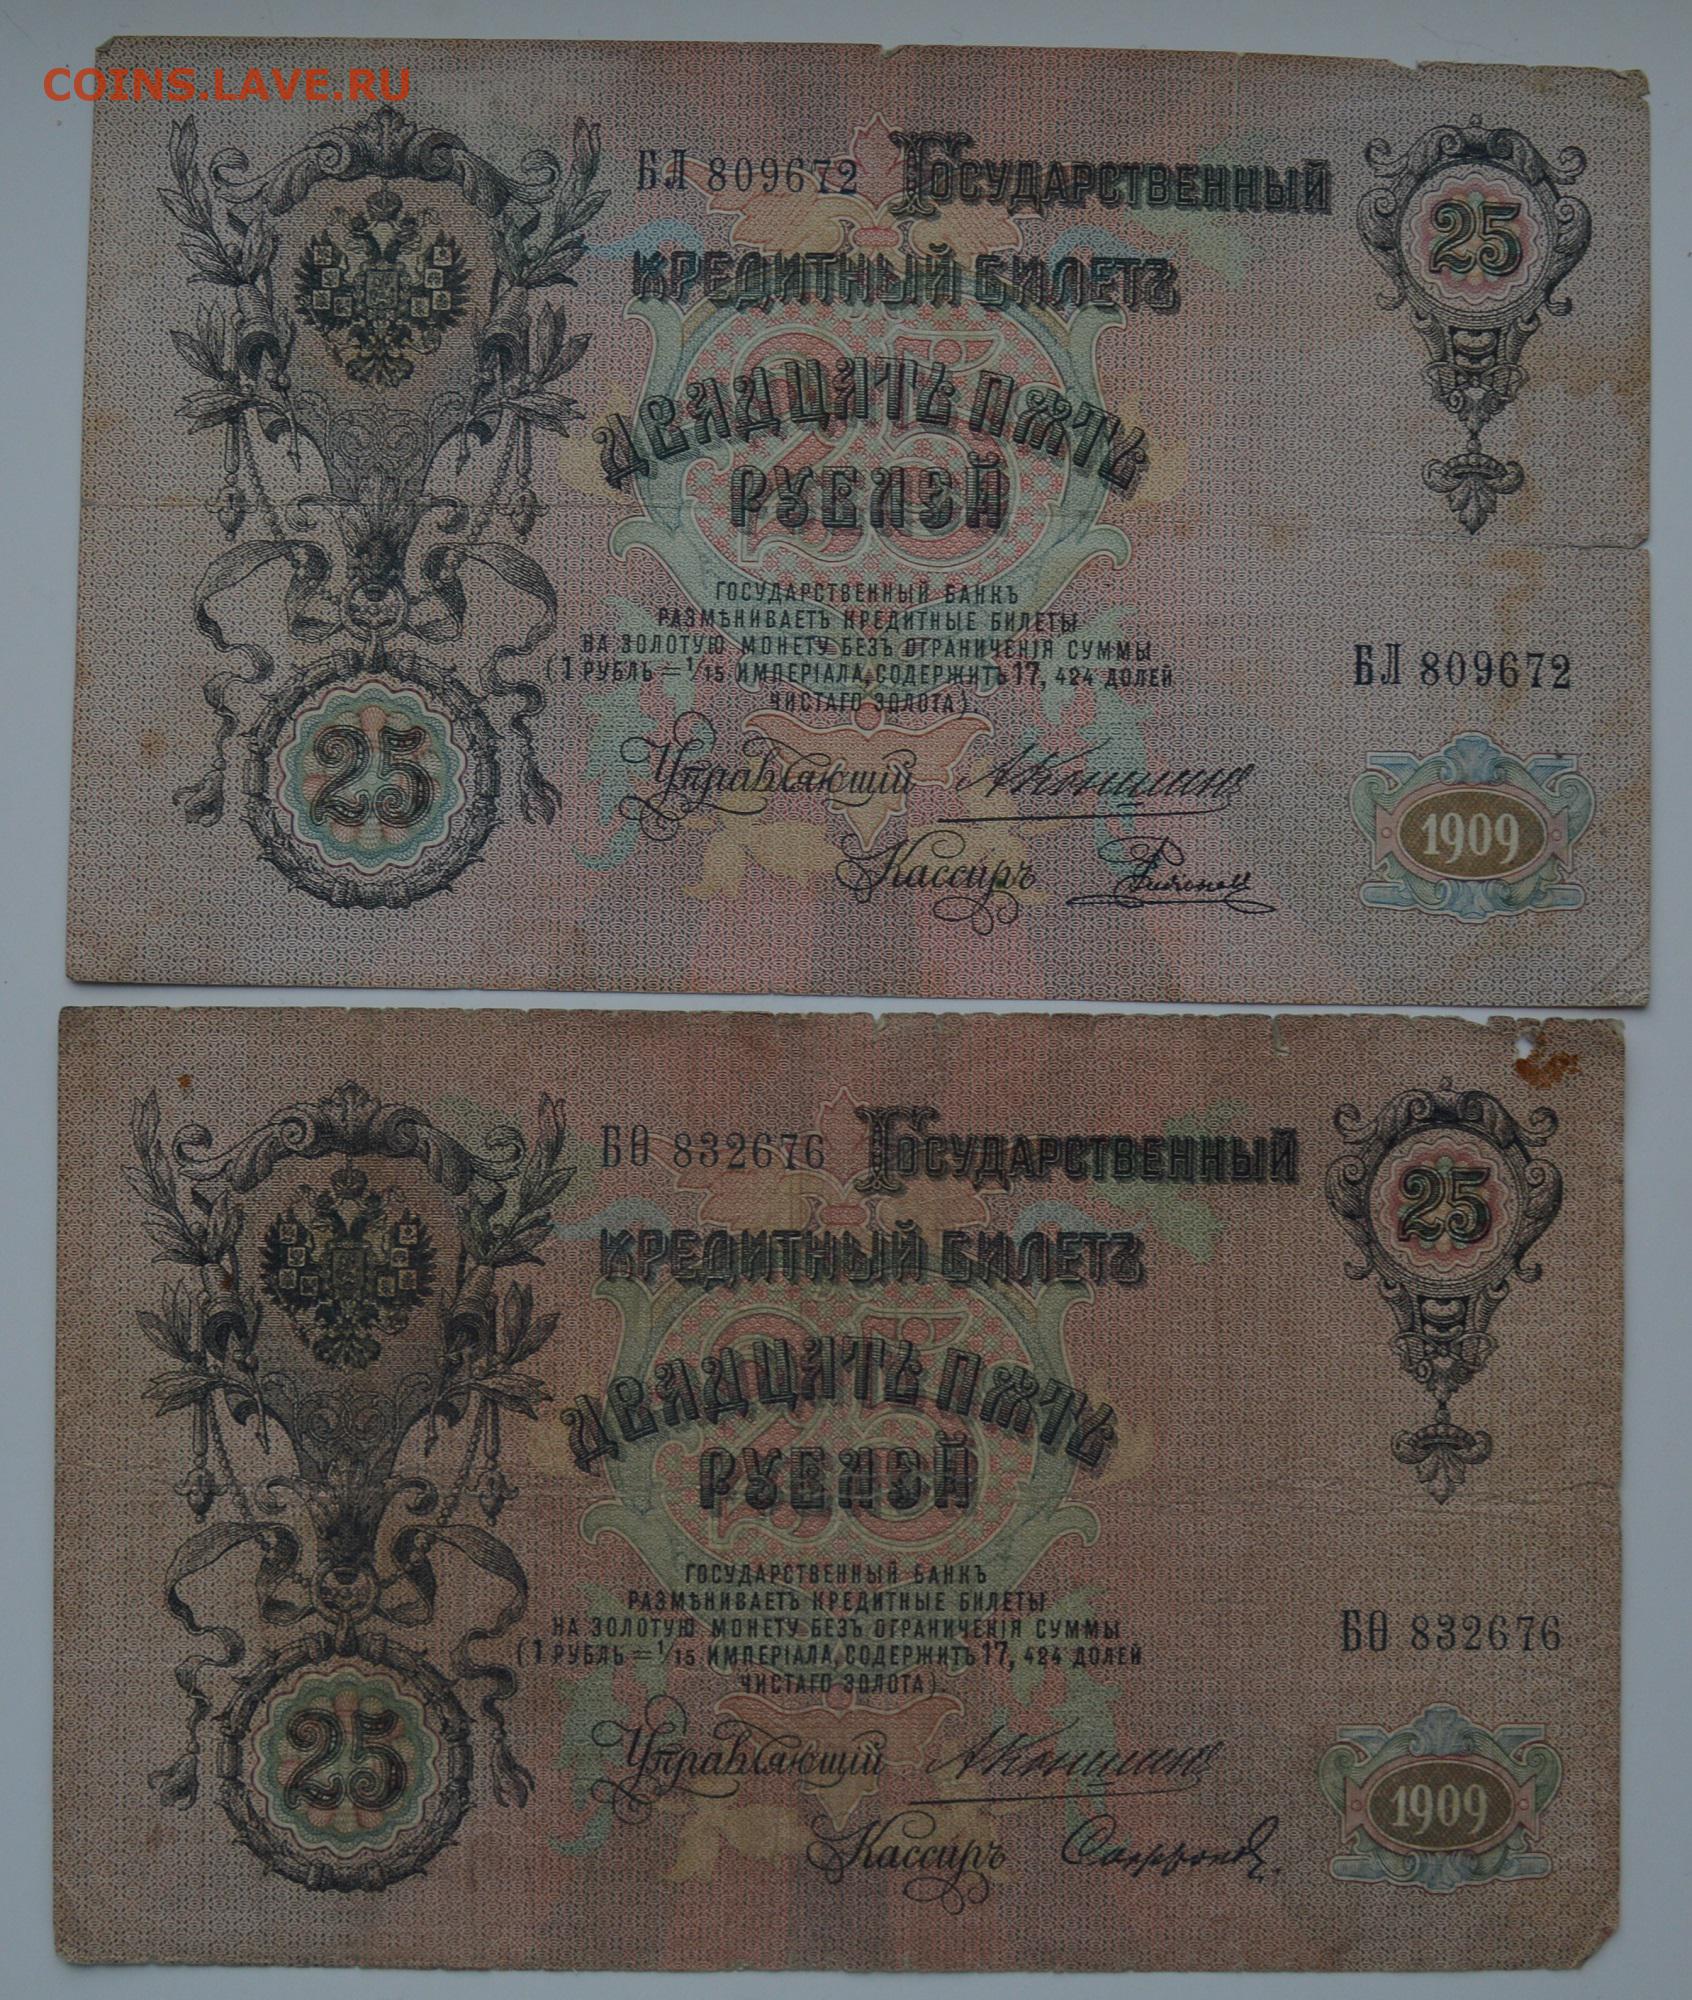 COINS.LAVE.RU
БЛ 809672 ГОСУДАРСТВЕННЫЙ 25
КРЕДИТНЫЙ БИЛЕТЪ
25
ДВАДЦАТЬ ПЯТЬ
РУБЛЕЙ
ГОСУДАРСТВЕННЫЙ БАНКЪ
РАЗМѢНИВАЕТЪ КРЕДИТНЫЕ БИЛЕТЫ
НА ЗОЛОТУЮ МОНЕТУ БЕЗЪ ОГРАНИЧЕНІЯ СУММЫ
(1 РУБЛЬ = 1/15 ИМПЕРІАЛА, СОДЕРЖИТЪ 17, 424 ДОЛЕЙ
ЧИСТАГО ЗОЛОТА).
БЛ 809672
25
Управляющій АКоншинъ
Кассиръ
1909
БѲ 832676 ГОСУДАРСТВЕННЫЙ 25
КРЕДИТНЫЙ БИЛЕТЪ
25
ДВАДЦАТЬ ПЯТЬ
РУБЛЕЙ
ГОСУДАРСТВЕННЫЙ БАНКЪ
РАЗМѢНИВАЕТЪ КРЕДИТНЫЕ БИЛЕТЫ
НА ЗОЛОТУЮ МОНЕТУ БЕЗЪ ОГРАНИЧЕНІЯ СУММЫ
(1 РУБЛЬ = 1/15 ИМПЕРІАЛА, СОДЕРЖИТЪ 17, 424 ДОЛЕЙ
ЧИСТАГО ЗОЛОТА).
БѲ 832676
25
Управляющій АКоншинъ
Кассиръ
1909